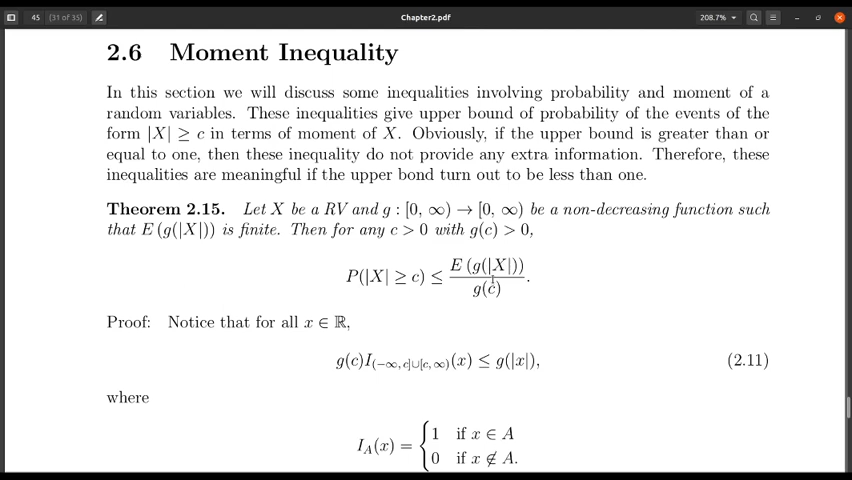 45 (31 of 35) Chapter2.pdf 208.7%
2.6 Moment Inequality
In this section we will discuss some inequalities involving probability and moment of a
random variables. These inequalities give upper bound of probability of the events of the
form |X| ≥ c in terms of moment of X. Obviously, if the upper bound is greater than or
equal to one, then these inequality do not provide any extra information. Therefore, these
inequalities are meaningful if the upper bond turn out to be less than one.
Theorem 2.15. Let X be a RV and g : [0, ∞) → [0, ∞) be a non-decreasing function such
that E (g(|X|)) is finite. Then for any c > 0 with g(c) > 0,
P(|X| ≥ c) ≤ E (g(|X|)) / g(c).
Proof: Notice that for all x ∈ ℝ,
g(c)I_{(−∞, c]∪[c, ∞)}(x) ≤ g(|x|), (2.11)
where
I_A(x) = { 1 if x ∈ A
0 if x ∉ A.